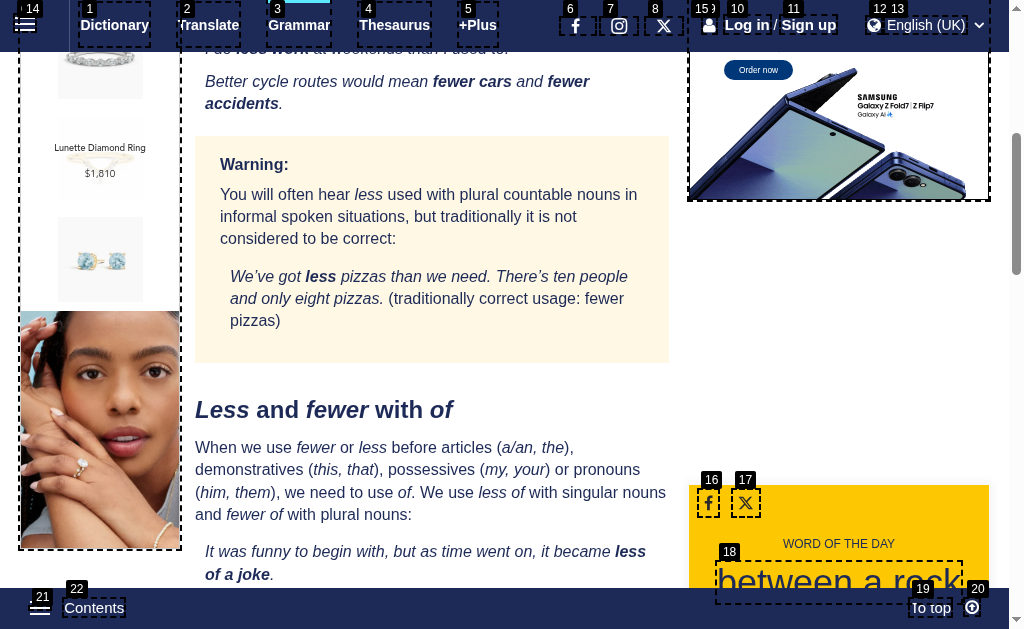 14 1 2 3 4 5 6 7 8 15 9 10 11 12 13
Dictionary Translate Grammar Thesaurus +Plus Log in / Sign up English (UK)
Better cycle routes would mean fewer cars and fewer
accidents.
Warning:
You will often hear less used with plural countable nouns in
informal spoken situations, but traditionally it is not
considered to be correct:
We’ve got less pizzas than we need. There’s ten people
and only eight pizzas. (traditionally correct usage: fewer
pizzas)
Less and fewer with of
When we use fewer or less before articles (a/an, the),
demonstratives (this, that), possessives (my, your) or pronouns
(him, them), we need to use of. We use less of with singular nouns
and fewer of with plural nouns:
It was funny to begin with, but as time went on, it became less
of a joke.
Lunette Diamond Ring
$1,810
Order now
SAMSUNG
Galaxy Z Fold7 | Z Flip7
Galaxy AI
16 17
WORD OF THE DAY
18
between a rock
21 22 19 20
Contents To top